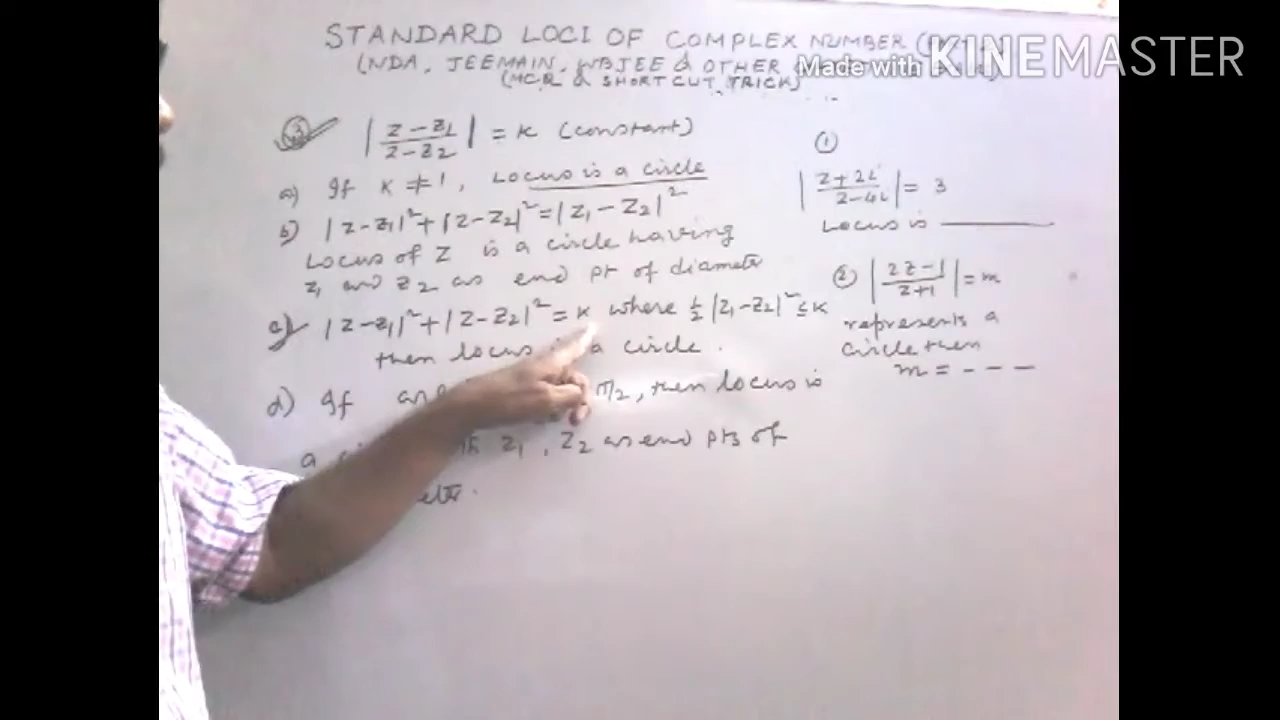 STANDARD LOCI OF COMPLEX NUMBER
(NDA, JEEMAIN, WBJEE & OTHER
Made with KINEMASTER
(MCQ & SHORT CUT TRICK)
③ |z-z1/z-z2| = K (constant)
a) If K ≠ 1, Locus is a circle
b) |z-z1|²+|z-z2|²=|z1-z2|²
Locus of z is a circle having
z1 and z2 as end pt of diameter
c) |z-z1|²+|z-z2|²=K where 1/2|z1-z2|²≤K
then locus is a circle.
d) If π/2, then locus is
a z1, z2 as end pts of
①
|z+2i/z-4i| = 3
Locus is ______
② |2z-1/z+1| = m
represents a
circle then
m = - - -